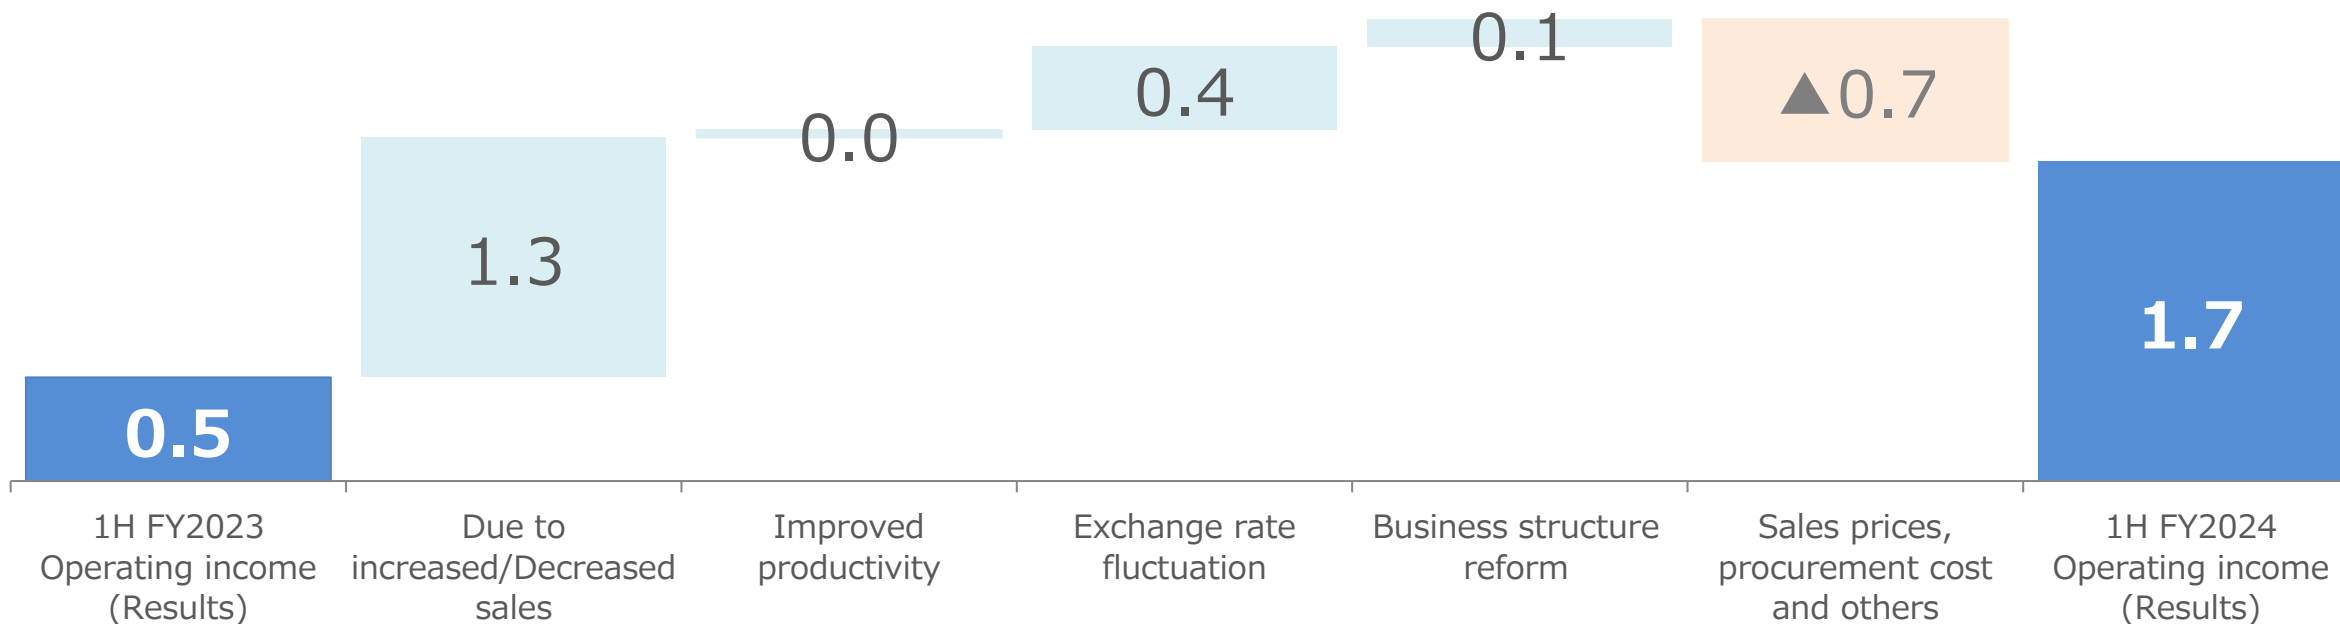 0.5
1.3
0.0
0.4
0.1
▲0.7
1.7
1H FY2023
Operating income
(Results)
Due to
increased/Decreased
sales
Improved
productivity
Exchange rate
fluctuation
Business structure
reform
Sales prices,
procurement cost
and others
1H FY2024
Operating income
(Results)